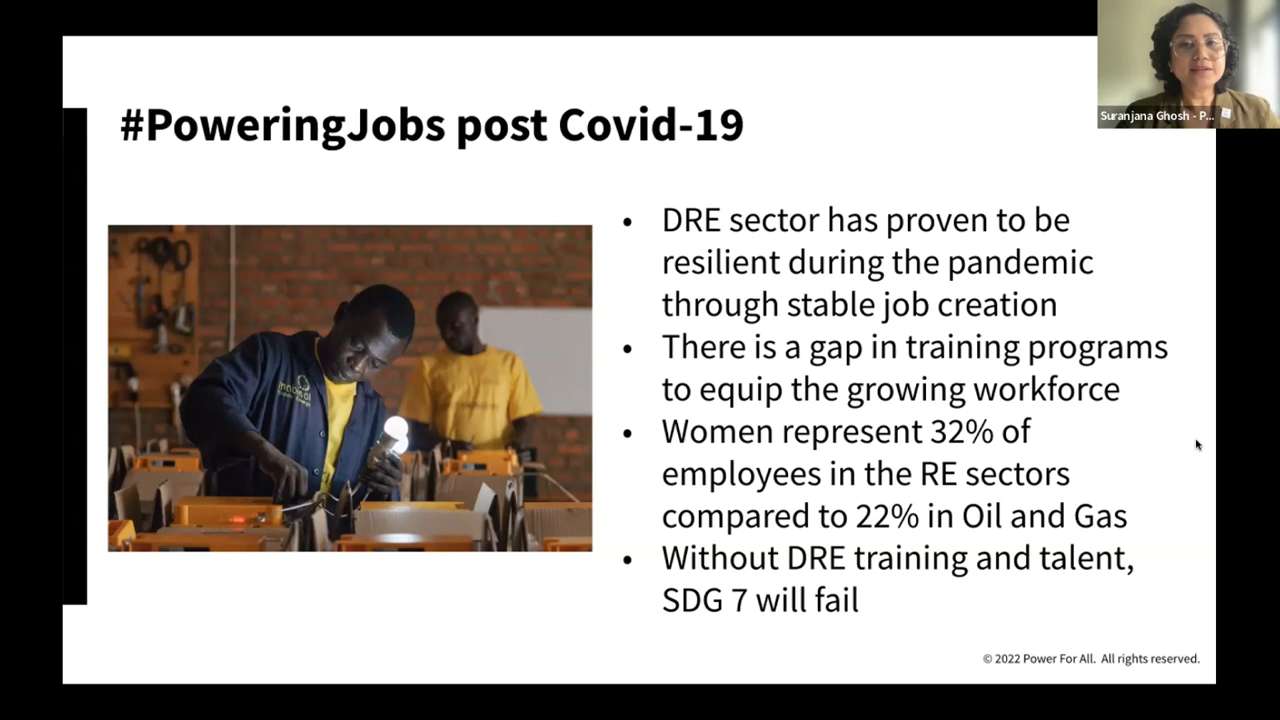 Suranjana Ghosh - P...
#PoweringJobs post Covid-19
• DRE sector has proven to be
resilient during the pandemic
through stable job creation
• There is a gap in training programs
to equip the growing workforce
• Women represent 32% of
employees in the RE sectors
compared to 22% in Oil and Gas
• Without DRE training and talent,
SDG 7 will fail
© 2022 Power For All. All rights reserved.